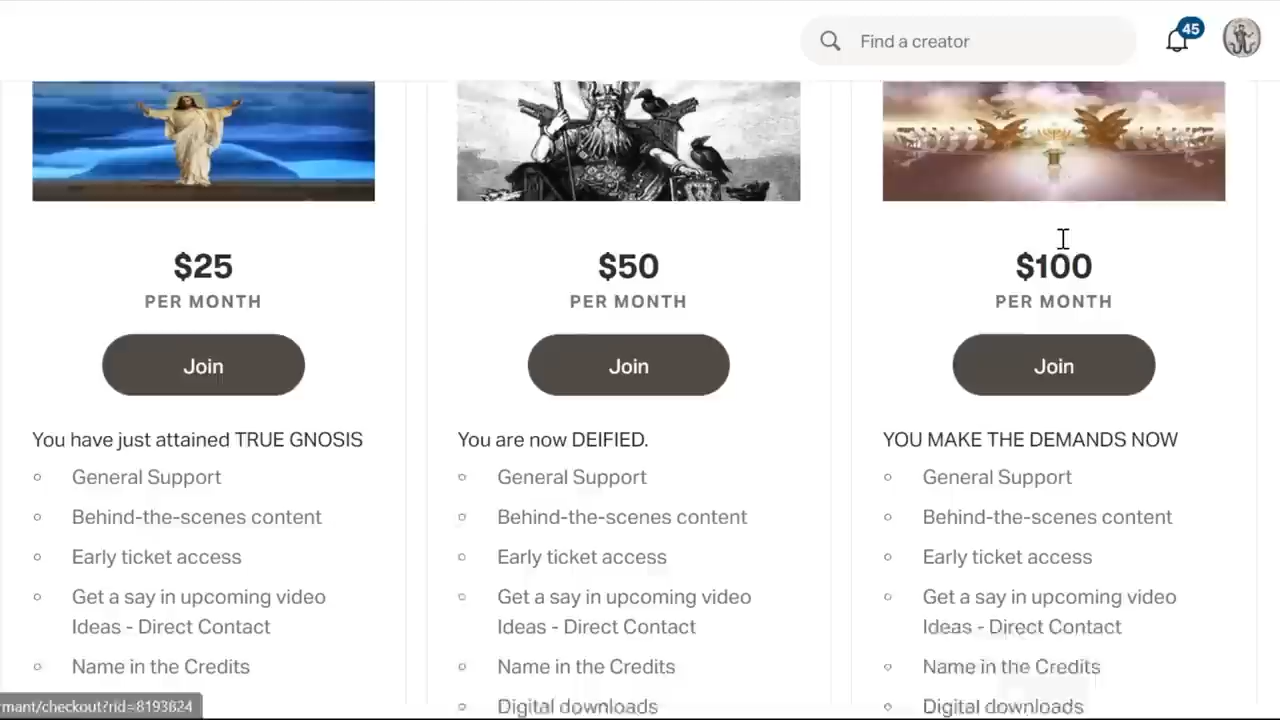 Find a creator
45
$25
PER MONTH
Join
You have just attained TRUE GNOSIS
General Support
Behind-the-scenes content
Early ticket access
Get a say in upcoming video
Ideas - Direct Contact
Name in the Credits
$50
PER MONTH
Join
You are now DEIFIED.
General Support
Behind-the-scenes content
Early ticket access
Get a say in upcoming video
Ideas - Direct Contact
Name in the Credits
Digital downloads
$100
PER MONTH
Join
YOU MAKE THE DEMANDS NOW
General Support
Behind-the-scenes content
Early ticket access
Get a say in upcoming video
Ideas - Direct Contact
Name in the Credits
Digital downloads
rmant/checkout?rid=8193824